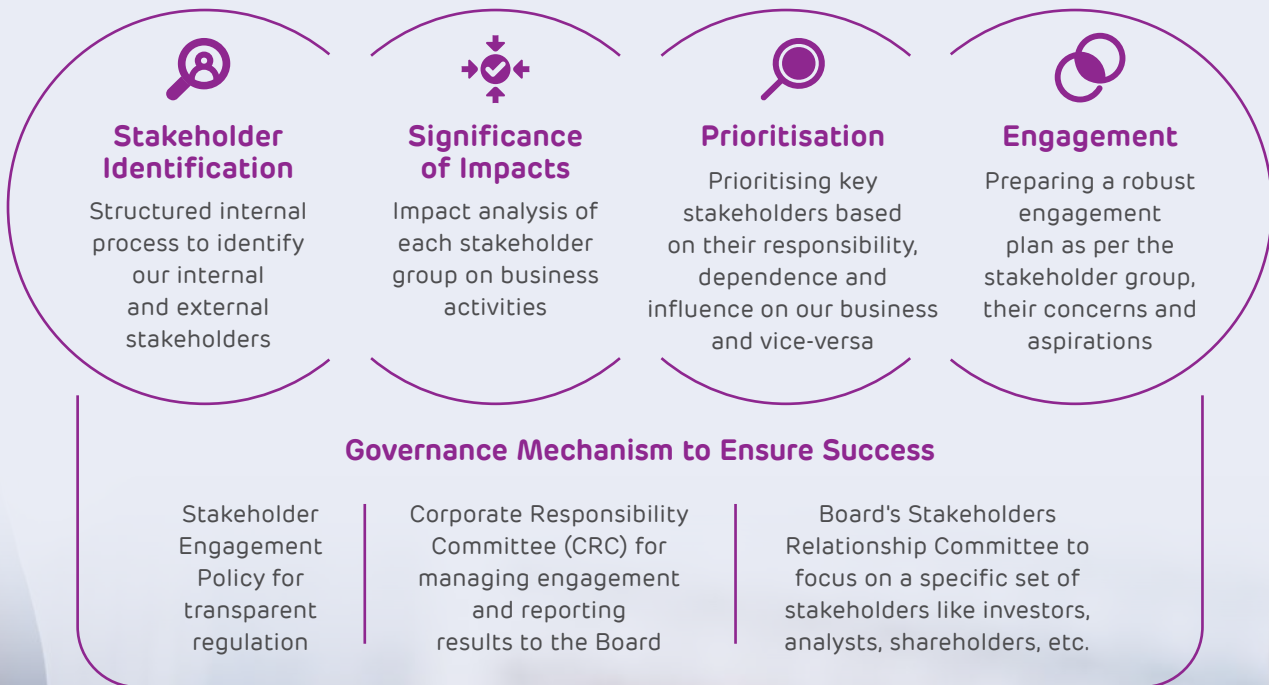 Stakeholder
Identification
Structured internal
process to identify
our internal
and external
stakeholders
Significance
of Impacts
Impact analysis of
each stakeholder
group on business
activities
Prioritisation
Prioritising key
stakeholders based
on their responsibility,
dependence and
influence on our business
and vice-versa
Engagement
Preparing a robust
engagement
plan as per the
stakeholder group,
their concerns and
aspirations
Governance Mechanism to Ensure Success
Stakeholder
Engagement
Policy for
transparent
regulation
Corporate Responsibility
Committee (CRC) for
managing engagement
and reporting
results to the Board
Board's Stakeholders
Relationship Committee to
focus on a specific set of
stakeholders like investors,
analysts, shareholders, etc.